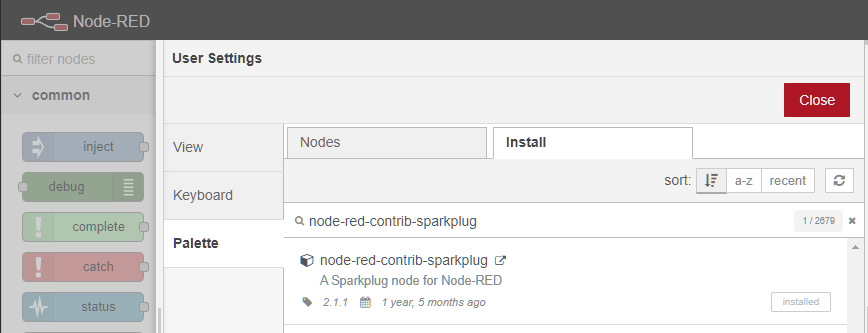 Node-RED
filter nodes
User Settings
common
Close
inject
debug
complete
catch
status
View
Keyboard
Palette
Nodes
Install
sort:
a-z
recent
node-red-contrib-sparkplug
1 / 2679
node-red-contrib-sparkplug
A Sparkplug node for Node-RED
2.1.1
1 year, 5 months ago
installed